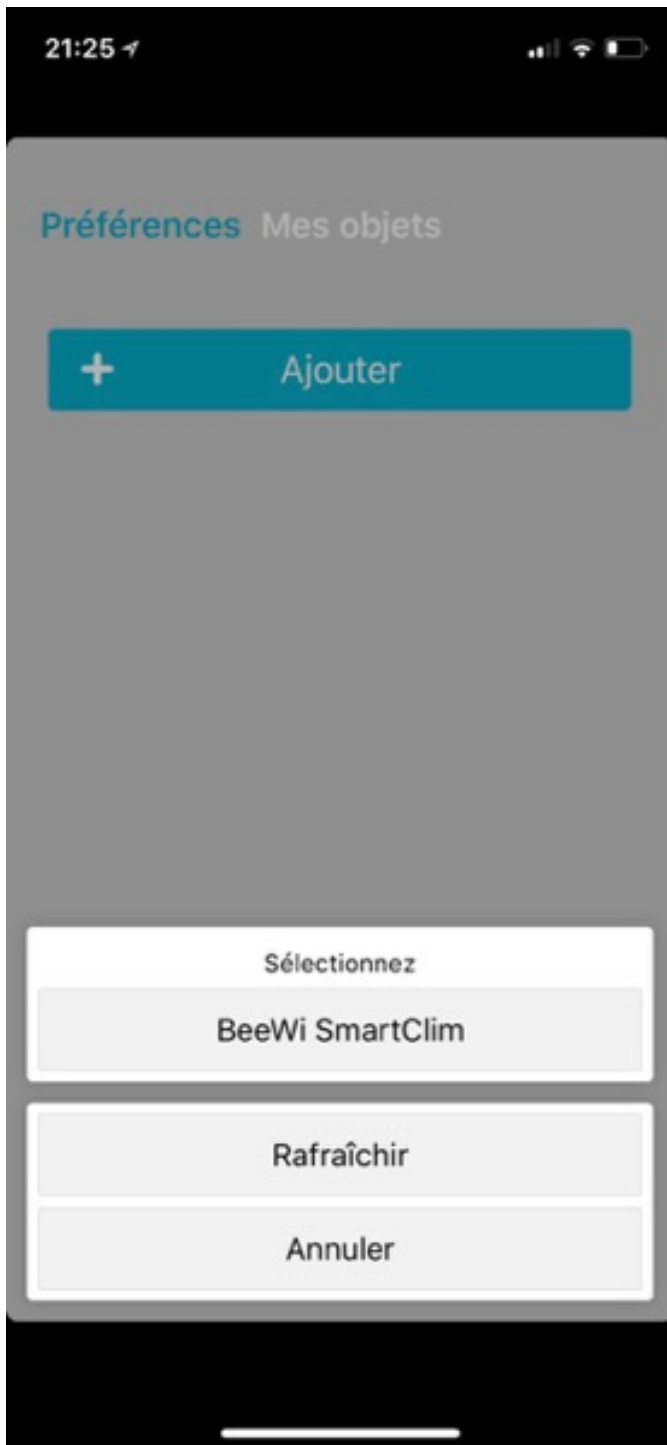 21:25
Préférences Mes objets
+ Ajouter
Sélectionnez
BeeWi SmartClim
Rafraîchir
Annuler